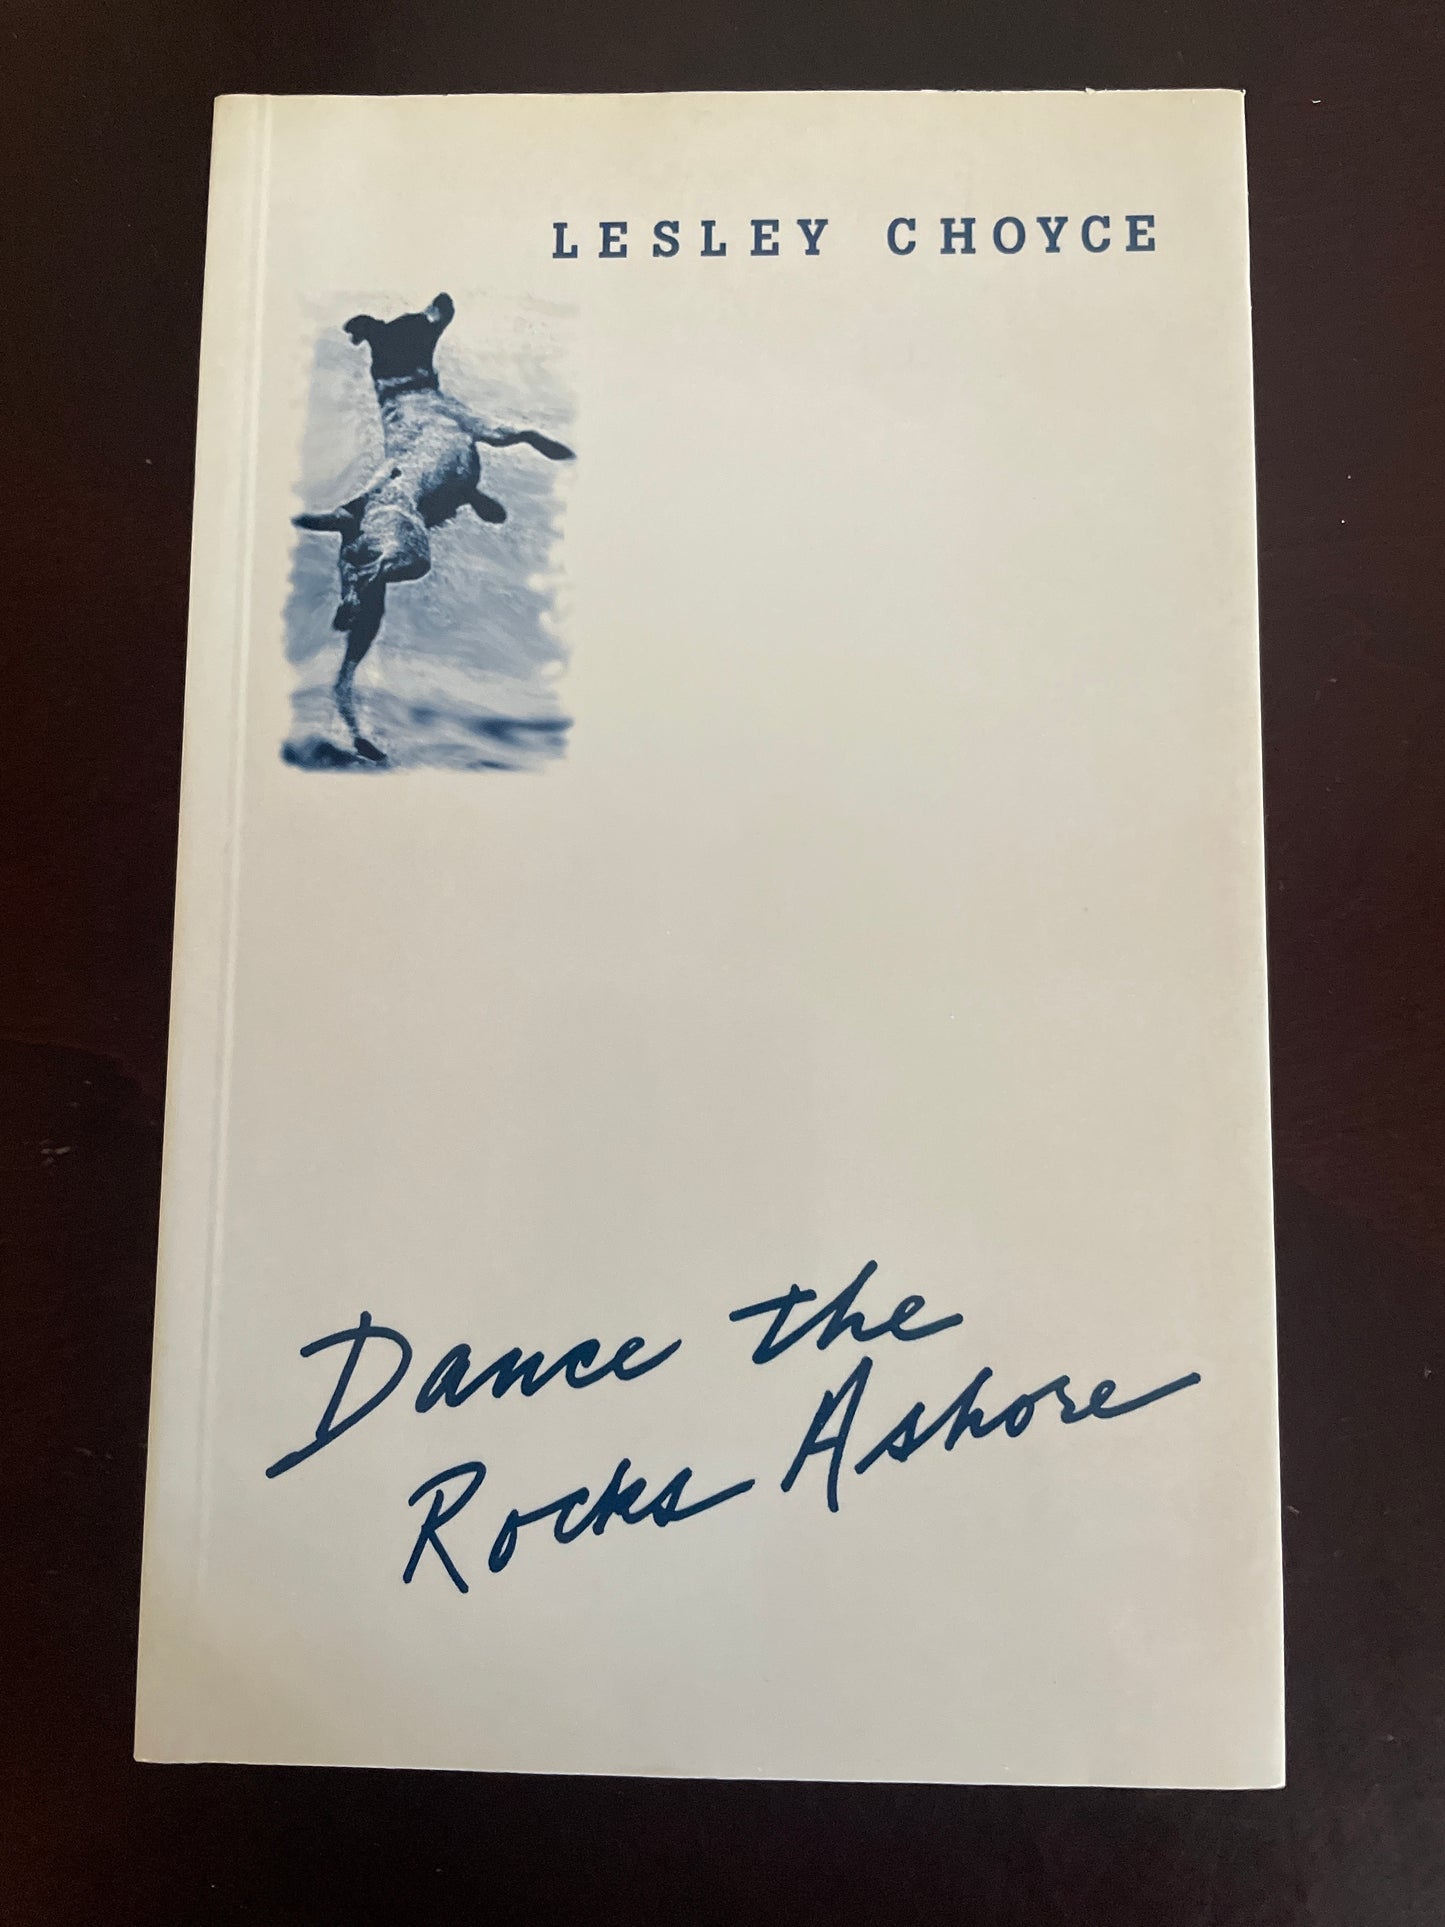 LESLEY CHOYCE
Dance the
Rocks Ashore